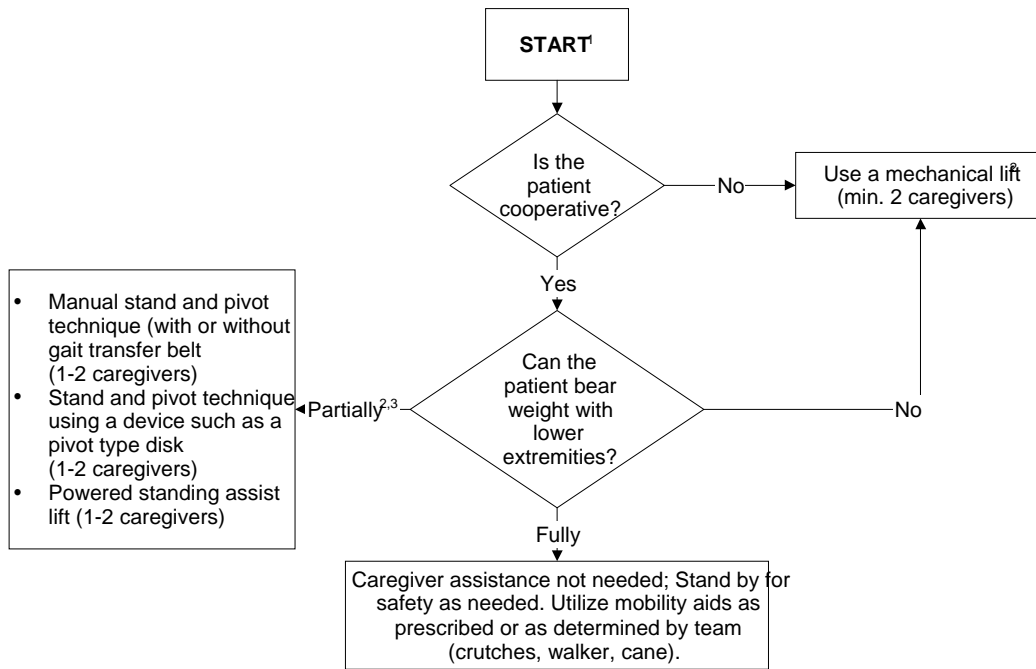 START1
Is the
patient
cooperative?
No
Use a mechanical lift2
(min. 2 caregivers)
Yes
• Manual stand and pivot
technique (with or without
gait transfer belt
(1-2 caregivers)
• Stand and pivot technique
using a device such as a
pivot type disk
(1-2 caregivers)
• Powered standing assist
lift (1-2 caregivers)
Partially2,3
Can the
patient bear
weight with
lower
extremities?
No
Fully
Caregiver assistance not needed; Stand by for
safety as needed. Utilize mobility aids as
prescribed or as determined by team
(crutches, walker, cane).